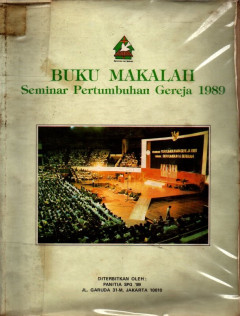 BUKU MAKALAH
Seminar Pertumbuhan Gereja 1989
DITERBITKAN OLEH :
PANITIA SPG '89
JL. GARUDA 31-M, JAKARTA 10610